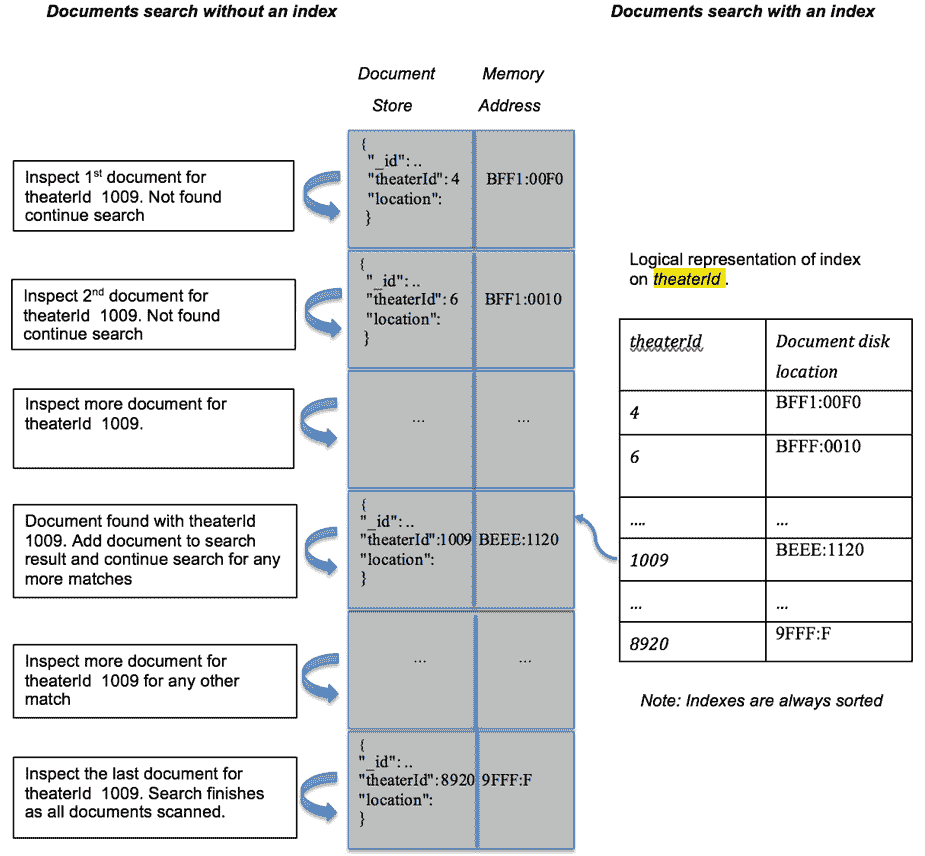 Documents search without an index
Documents search with an index
Document
Store
Memory
Address
Inspect 1st document for
theaterId 1009. Not found
continue search
{
"_id": ..
"theaterId": 4
"location":
}
BFF1:00F0
Inspect 2nd document for
theaterId 1009. Not found
continue search
{
"_id": ..
"theaterId": 6
"location":
}
BFF1:0010
Inspect more document for
theaterId 1009.
... ...
Document found with theaterId
1009. Add document to search
result and continue search for any
more matches
{
"_id": ..
"theaterId":1009
"location":
}
BEEE:1120
Inspect more document for
theaterId 1009 for any other
match
... ...
Inspect the last document for
theaterId 1009. Search finishes
as all documents scanned.
{
"_id": ..
"theaterId":8920
"location":
}
9FFF:F
Logical representation of index
on theaterId .
theaterId
Document disk
location
4 BFF1:00F0
6 BFFF:0010
.... ...
1009 BEEE:1120
... ...
8920 9FFF:F
Note: Indexes are always sorted